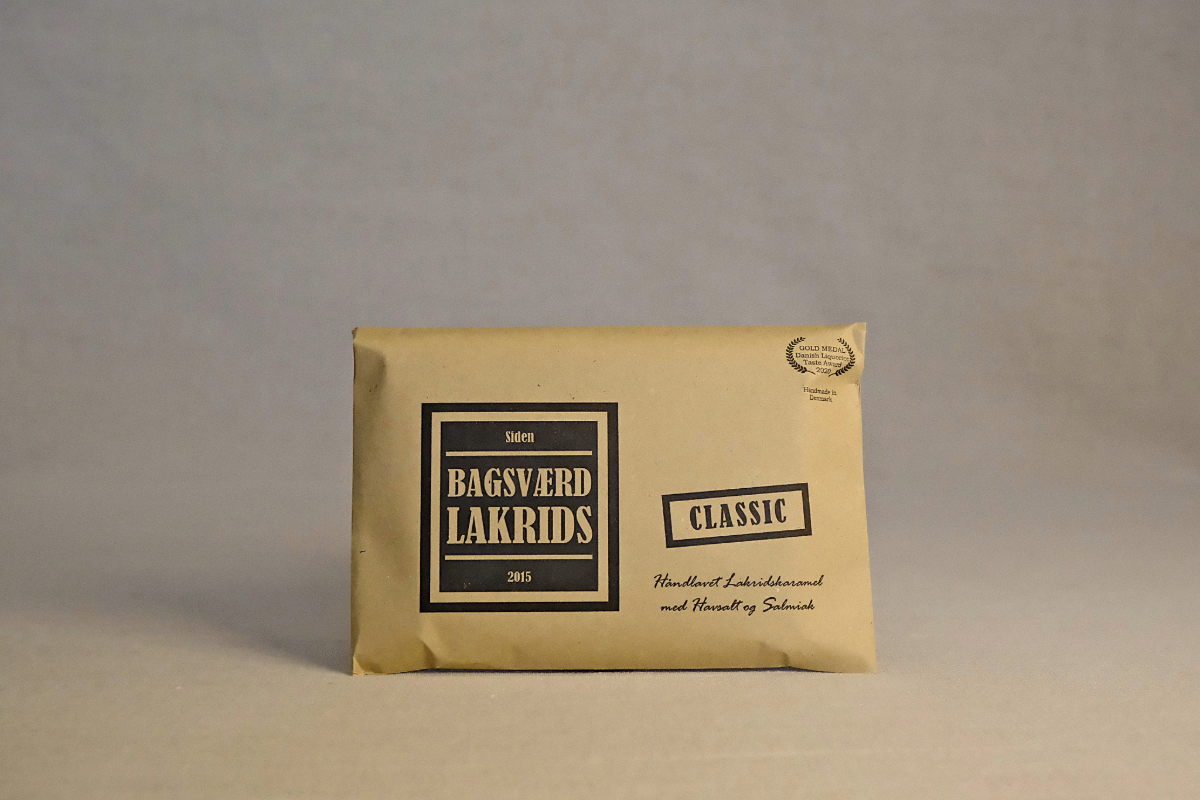 Siden
BAGSVÆRD
LAKRIDS
2015
GOLD MEDAL
Danish Liquorice
Taste Award
2020
Handmade in
Denmark
CLASSIC
Håndlavet Lakridskaramel
med Havsalt og Salmiak